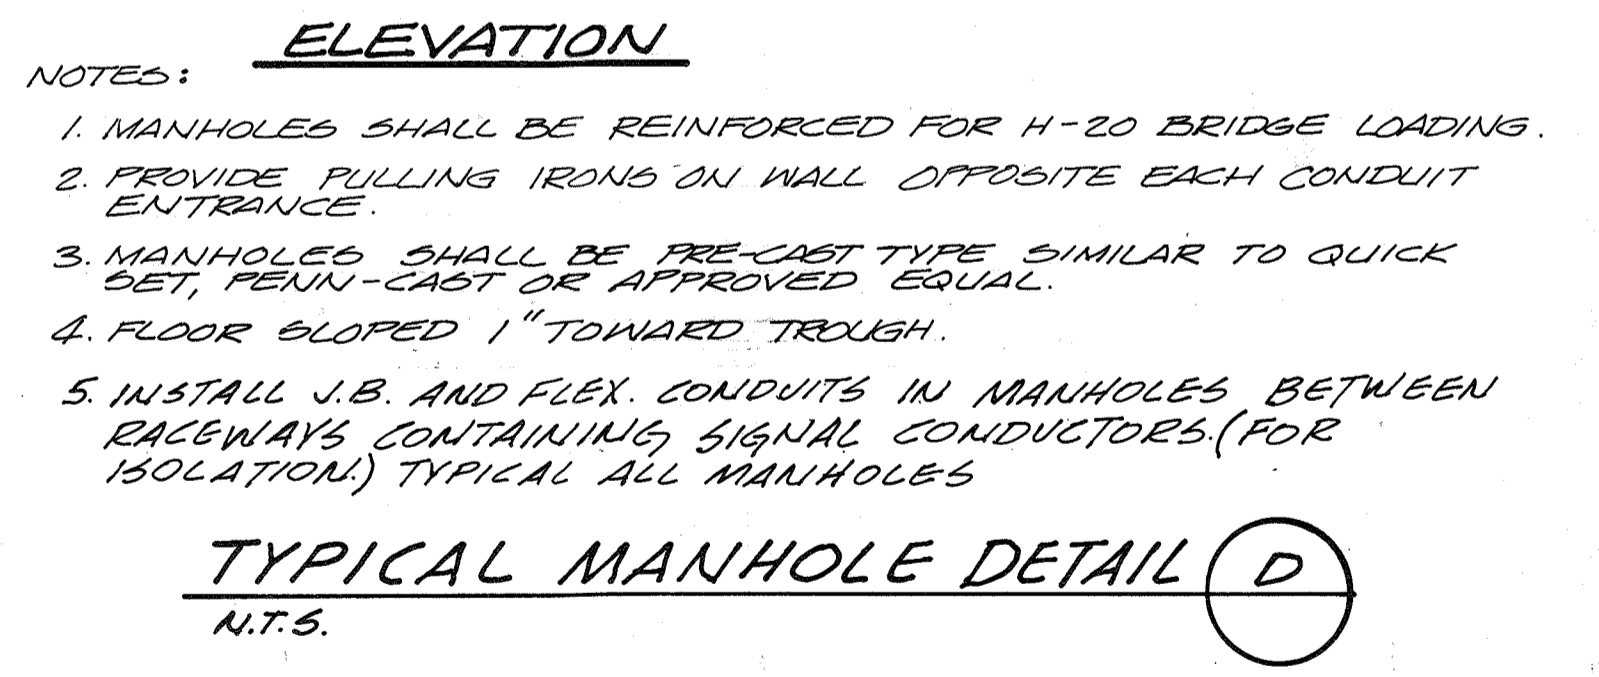 ELEVATION
NOTES:
1. MANHOLES SHALL BE REINFORCED FOR H-20 BRIDGE LOADING.
2. PROVIDE PULLING IRONS ON WALL OPPOSITE EACH CONDUIT
ENTRANCE.
3. MANHOLES SHALL BE PRE-CAST TYPE SIMILAR TO QUICK
SET, PENN-CAST OR APPROVED EQUAL.
4. FLOOR SLOPED 1" TOWARD TROUGH.
5. INSTALL J.B. AND FLEX. CONDUITS IN MANHOLES BETWEEN
RACEWAYS CONTAINING SIGNAL CONDUCTORS.(FOR
ISOLATION.) TYPICAL ALL MANHOLES
TYPICAL MANHOLE DETAIL D
N.T.S.